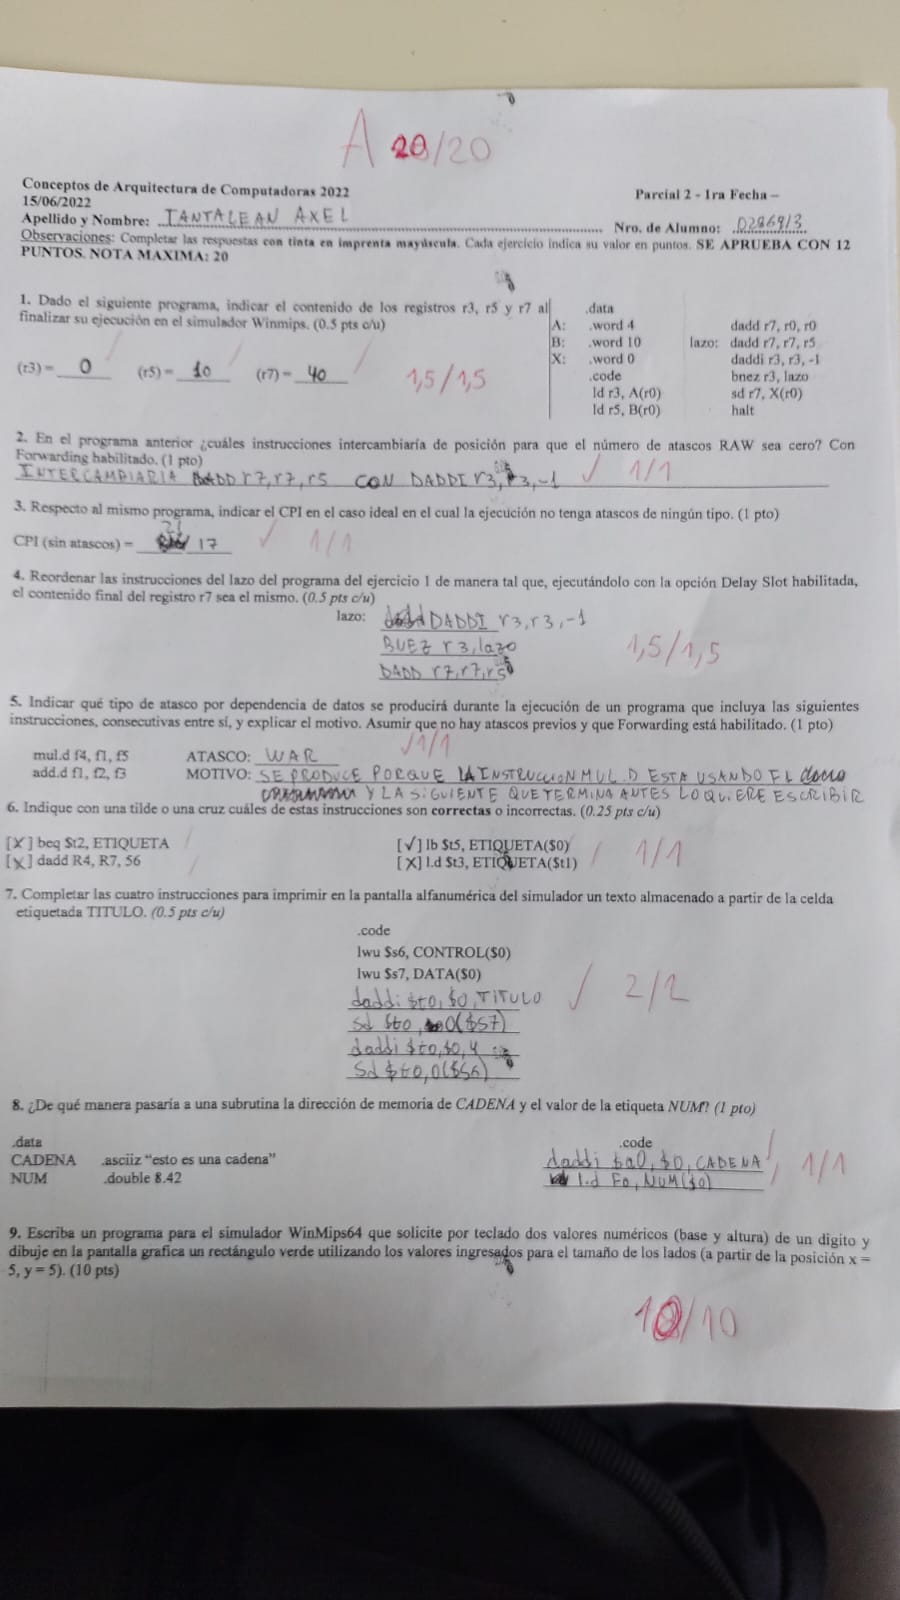 A 20/20
Conceptos de Arquitectura de Computadoras 2022
Parcial 2 - 1ra Fecha –
15/06/2022
Apellido y Nombre: TANTALEAN AXEL Nro. de Alumno: 02869/3
Observaciones: Completar las respuestas con tinta en imprenta mayúscula. Cada ejercicio indica su valor en puntos. SE APRUEBA CON 12
PUNTOS. NOTA MAXIMA: 20
1. Dado el siguiente programa, indicar el contenido de los registros r3, r5 y r7 al
finalizar su ejecución en el simulador Winmips. (0.5 pts c/u)
(r3) = 0 (r5) = 10 (r7) = 40 1,5/1,5
.data
A: .word 4
B: .word 10
X: .word 0
.code
ld r3, A(r0)
ld r5, B(r0)
dadd r7, r0, r0
lazo: dadd r7, r7, r5
daddi r3, r3, -1
bnez r3, lazo
sd r7, X(r0)
halt
2. En el programa anterior ¿cuáles instrucciones intercambiaría de posición para que el número de atascos RAW sea cero? Con
Forwarding habilitado. (1 pto)
INTERCAMBIARIA DADD r7, r7, r5 CON DADDI r3, r3, -1 ✓ 1/1
3. Respecto al mismo programa, indicar el CPI en el caso ideal en el cual la ejecución no tenga atascos de ningún tipo. (1 pto)
CPI (sin atascos) = 21/17 1/1
4. Reordenar las instrucciones del lazo del programa del ejercicio 1 de manera tal que, ejecutándolo con la opción Delay Slot habilitada,
el contenido final del registro r7 sea el mismo. (0.5 pts c/u)
lazo: DADDI r3, r3, -1
BUEZ r3, lazo
DADD r7, r7, r5
1,5/1,5
5. Indicar qué tipo de atasco por dependencia de datos se producirá durante la ejecución de un programa que incluya las siguientes
instrucciones, consecutivas entre sí, y explicar el motivo. Asumir que no hay atascos previos y que Forwarding está habilitado. (1 pto)
mul.d f4, f1, f5 ATASCO: WAR ✓ 1/1
add.d f1, f2, f3 MOTIVO: SE PRODUCE PORQUE LA INSTRUCCION MUL.D ESTA USANDO EL
Y LA SIGUIENTE QUE TERMINA ANTES LO QUIERE ESCRIBIR
6. Indique con una tilde o una cruz cuáles de estas instrucciones son correctas o incorrectas. (0.25 pts c/u)
[X] beq $t2, ETIQUETA [✓] lb $t5, ETIQUETA($0)
[X] dadd R4, R7, 56 [X] l.d $t3, ETIQUETA($t1) 1/1
7. Completar las cuatro instrucciones para imprimir en la pantalla alfanumérica del simulador un texto almacenado a partir de la celda
etiquetada TITULO. (0.5 pts c/u)
.code
lwu $s6, CONTROL($0)
lwu $s7, DATA($0)
daddi $t0, $0, TITULO ✓ 2/2
sd $t0, 0($s7)
daddi $t0, $0, 4
sd $t0, 0($s6)
8. ¿De qué manera pasaría a una subrutina la dirección de memoria de CADENA y el valor de la etiqueta NUM? (1 pto)
.data .code
CADENA .asciiz “esto es una cadena” daddi $a0, $0, CADENA
NUM .double 8.42 l.d F0, NUM($0) 1/1
9. Escriba un programa para el simulador WinMips64 que solicite por teclado dos valores numéricos (base y altura) de un digito y
dibuje en la pantalla grafica un rectángulo verde utilizando los valores ingresados para el tamaño de los lados (a partir de la posición x =
5, y = 5). (10 pts)
10/10